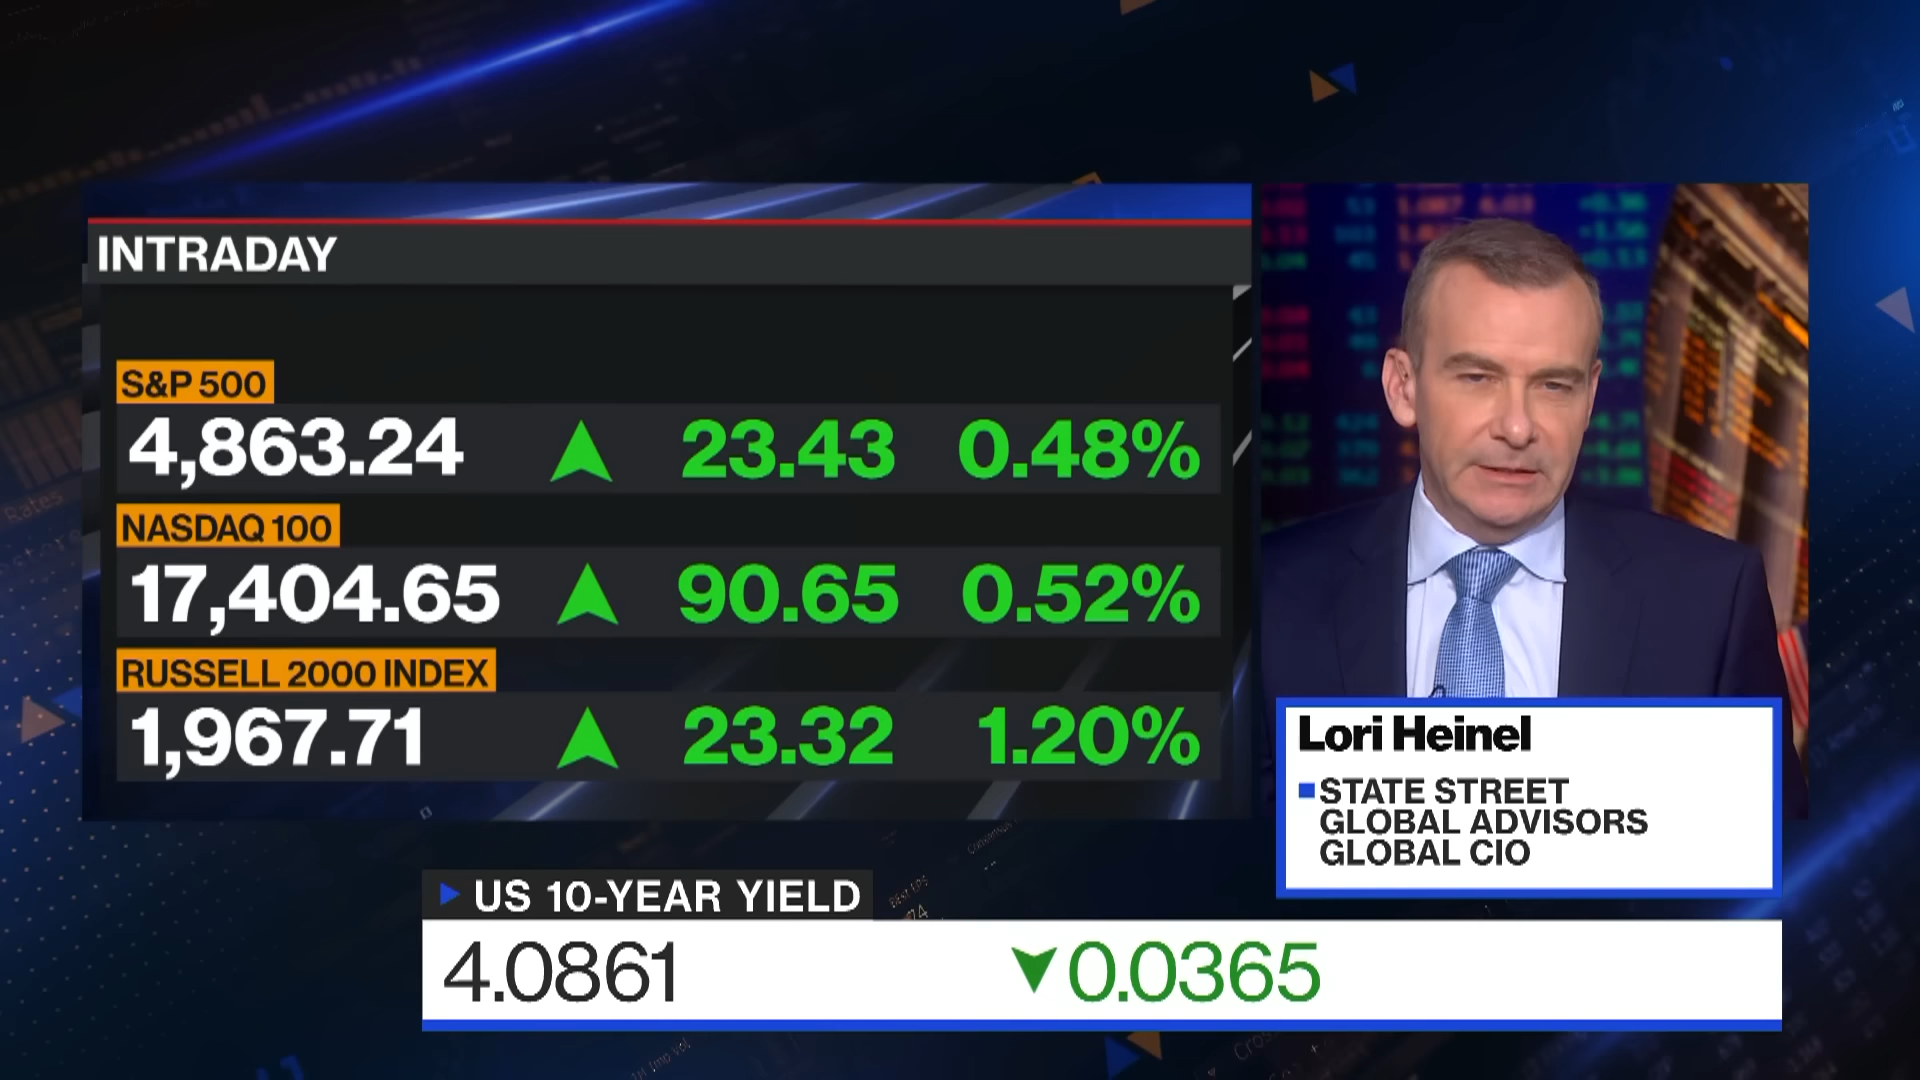 INTRADAY
S&P 500
4,863.24 ▲ 23.43 0.48%
NASDAQ 100
17,404.65 ▲ 90.65 0.52%
RUSSELL 2000 INDEX
1,967.71 ▲ 23.32 1.20%
Lori Heinel
STATE STREET
GLOBAL ADVISORS
GLOBAL CIO
US 10-YEAR YIELD
4.0861 ▼ 0.0365